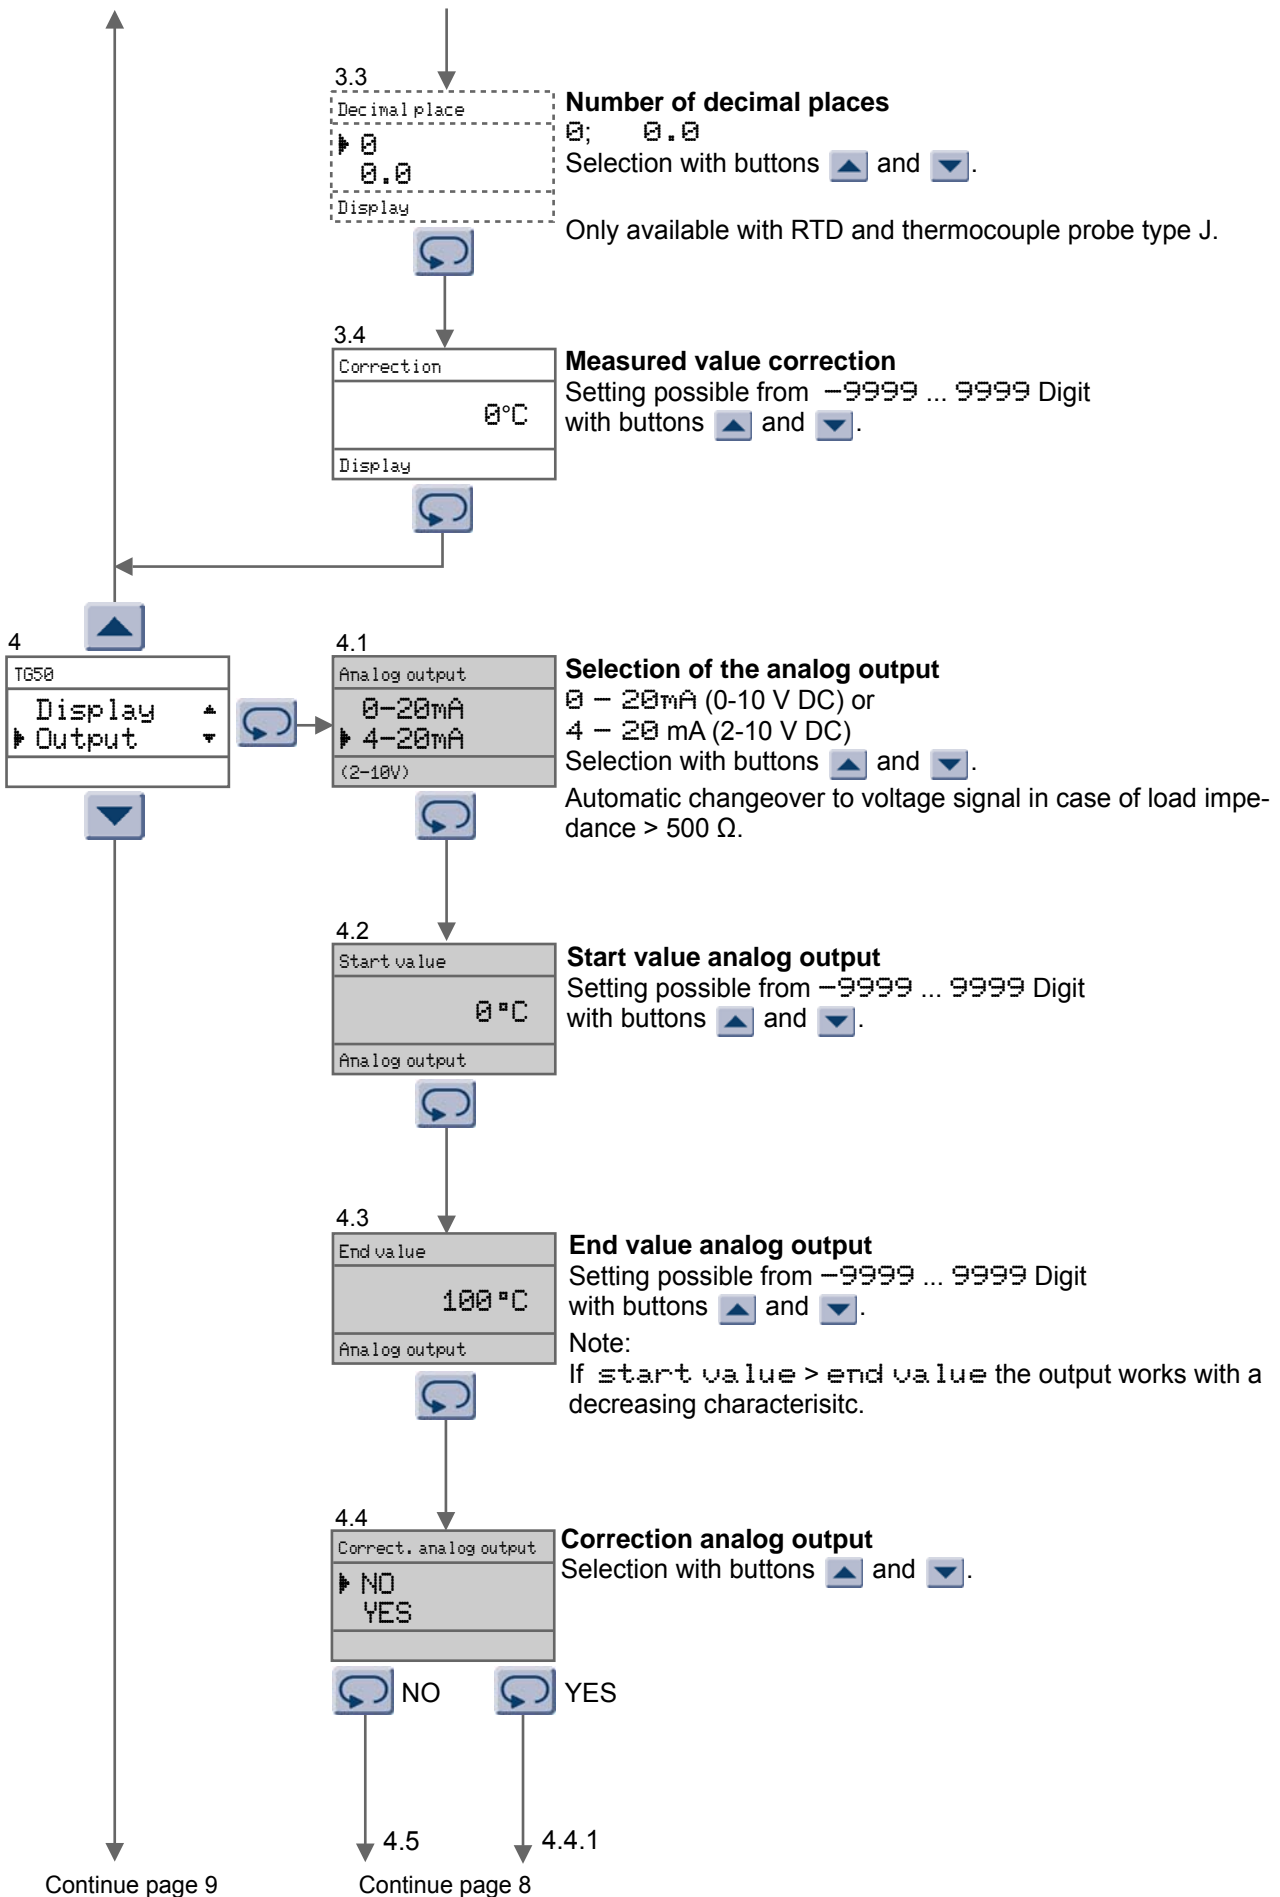 3.3
Decimal place
0
0.0
Display
Number of decimal places
0; 0.0
Selection with buttons and .
Only available with RTD and thermocouple probe type J.
3.4
Correction
0°C
Display
Measured value correction
Setting possible from −9999 ... 9999 Digit
with buttons and .
4
TG50
Display
Output
4.1
Analog output
0−20mA
4−20mA
(2−10V)
Selection of the analog output
0 − 20mA (0-10 V DC) or
4 − 20 mA (2-10 V DC)
Selection with buttons and .
Automatic changeover to voltage signal in case of load impe-
dance > 500 Ω.
4.2
Start value
0°C
Analog output
Start value analog output
Setting possible from −9999 ... 9999 Digit
with buttons and .
4.3
End value
100°C
Analog output
End value analog output
Setting possible from −9999 ... 9999 Digit
with buttons and .
Note:
If start value > end value the output works with a
decreasing characterisitc.
4.4
Correct. analog output
NO
YES
Correction analog output
Selection with buttons and .
NO
YES
4.5
4.4.1
Continue page 9
Continue page 8